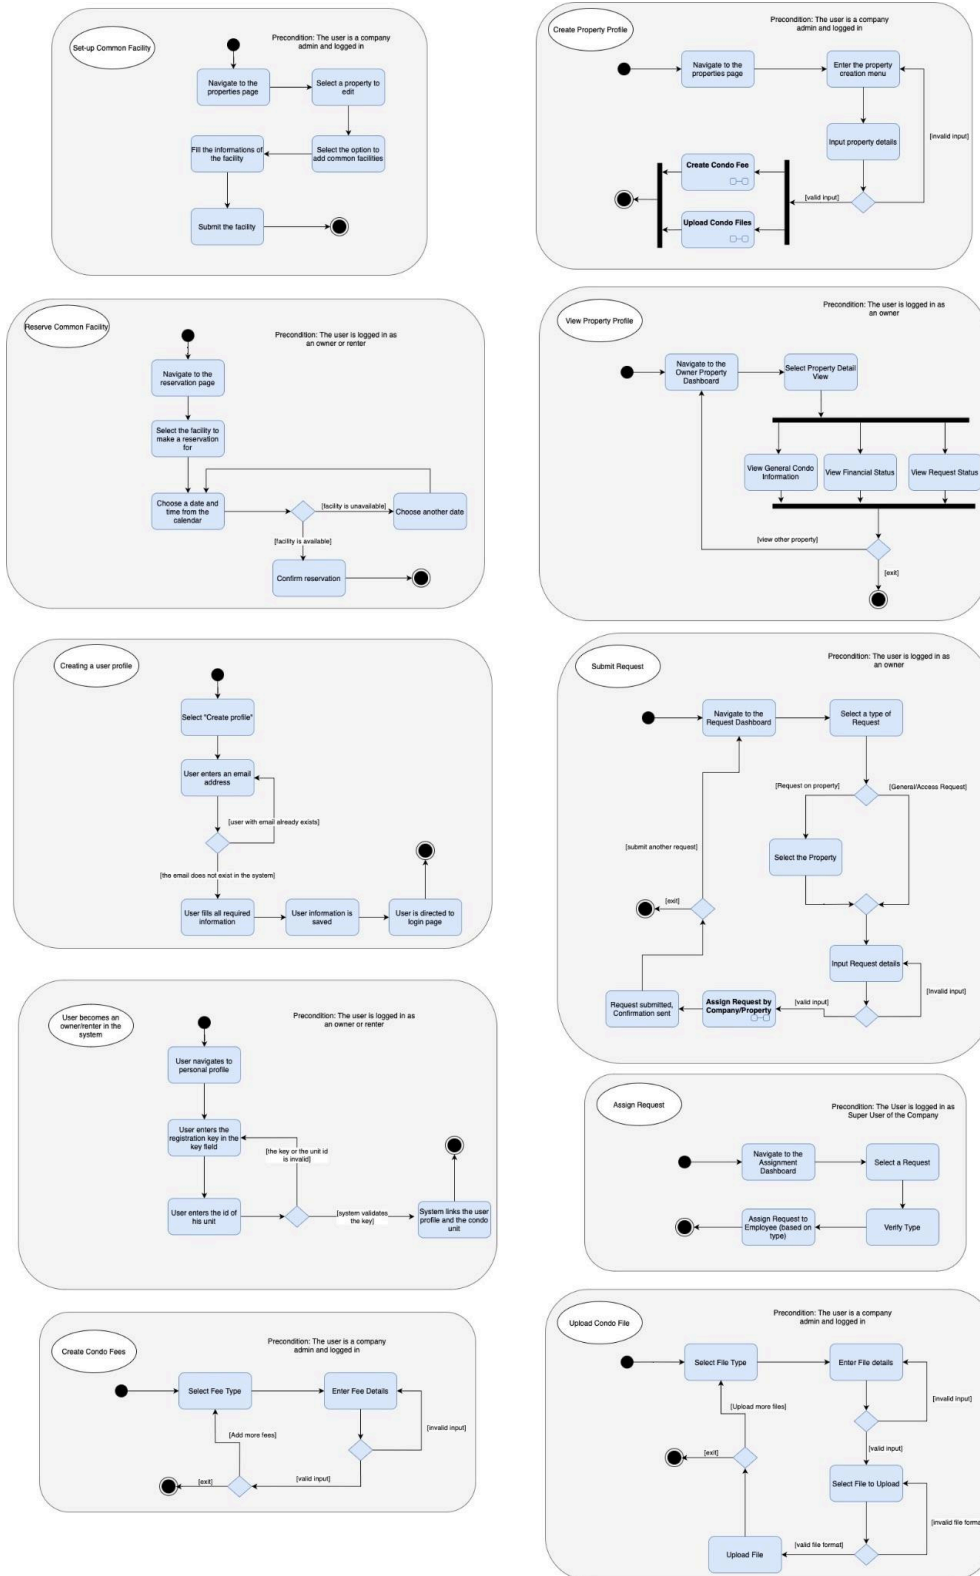 Set-up Common Facility
Precondition: The user is a company
admin and logged in
Navigate to the
properties page
Select a property to
edit
Fill the informations of
the facility
Select the option to
add common facilities
Submit the facility
Create Property Profile
Precondition: The user is a company
admin and logged in
Navigate to the
properties page
Enter the property
creation menu
[invalid input]
Input property details
Create Condo Fee
[valid input]
Upload Condo Files
Reserve Common Facility
Precondition: The user is logged in as
an owner or renter
Navigate to the
reservation page
Select the facility to
make a reservation
for
Choose a date and
time from the
calendar
[facility is unavailable]
Choose another date
[facility is available]
Confirm reservation
View Property Profile
Precondition: The user is logged in as
an owner
Navigate to the
Owner Property
Dashboard
Select Property Detail
View
View General Condo
Information
View Financial Status
View Request Status
[view other property]
[exit]
Creating a user profile
Select "Create profile"
User enters an email
address
[user with email already exists]
[the email does not exist in the system]
User fills all required
information
User information is
saved
User is directed to
login page
Submit Request
Precondition: The user is logged in as
an owner
Navigate to the
Request Dashboard
Select a type of
Request
[Request on property]
[General/Access Request]
[submit another request]
Select the Property
[exit]
Input Request details
[Invalid input]
[valid input]
Request submitted,
Confirmation sent
Assign Request by
Company/Property
User becomes an
owner/renter in the
system
Precondition: The user is logged in as
an owner or renter
User navigates to
personal profile
User enters the
registration key in the
key field
[the key or the unit id
is invalid]
User enters the id of
his unit
[system validates
the key]
System links the user
profile and the condo
unit
Assign Request
Precondition: The User is logged in as
Super User of the Company
Navigate to the
Assignment
Dashboard
Select a Request
Assign Request to
Employee (based on
type)
Verify Type
Create Condo Fees
Precondition: The user is a company
admin and logged in
Select Fee Type
Enter Fee Details
[Add more fees]
[invalid input]
[exit]
[valid input]
Upload Condo File
Precondition: The user is a company
admin and logged in
Select File Type
Enter File details
[Upload more files]
[invalid input]
[exit]
[valid input]
Select File to Upload
[invalid file format]
[valid file format]
Upload File